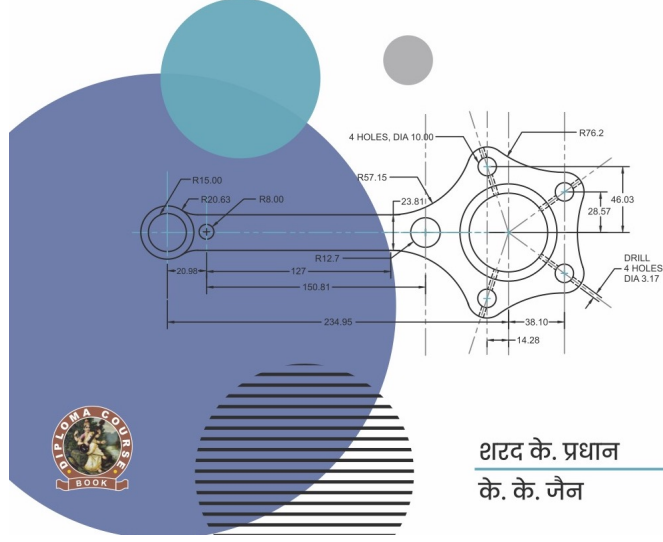 4 HOLES, DIA 10.00
R76.2
R57.15
R15.00
R20.63
R8.00
23.81
46.03
28.57
R12.7
20.98
127
150.81
DRILL
4 HOLES
DIA 3.17
234.95
38.10
14.28
DIPLOMA COURSE
BOOK
शरद के. प्रधान
के. के. जैन